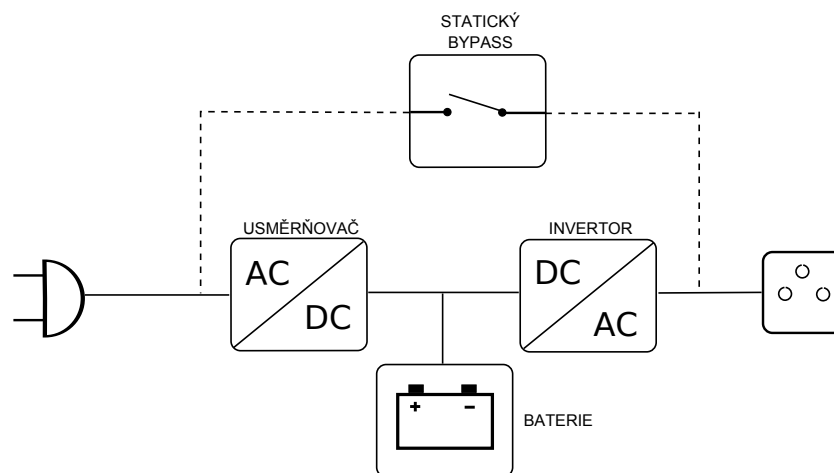 STATICKÝ
BYPASS
USMĚRŇOVAČ
INVERTOR
AC
DC
DC
AC
+ −
BATERIE